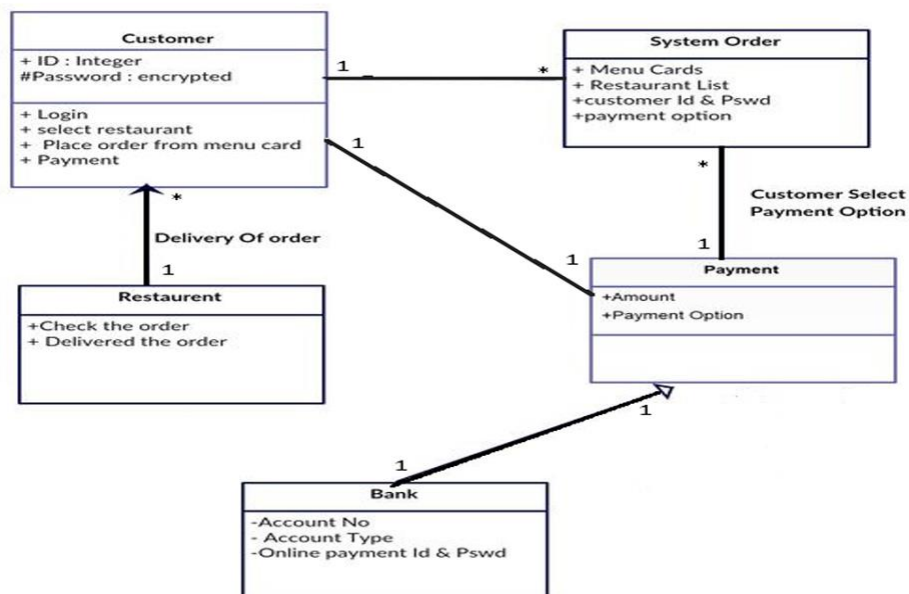 Customer
+ ID : Integer
#Password : encrypted
+ Login
+ select restaurant
+ Place order from menu card
+ Payment
1
*
System Order
+ Menu Cards
+ Restaurant List
+customer Id & Pswd
+payment option
1
1
*
1
Customer Select
Payment Option
*
Delivery Of order
1
Restaurent
+Check the order
+ Delivered the order
Payment
+Amount
+Payment Option
1
1
Bank
-Account No
- Account Type
-Online payment Id & Pswd